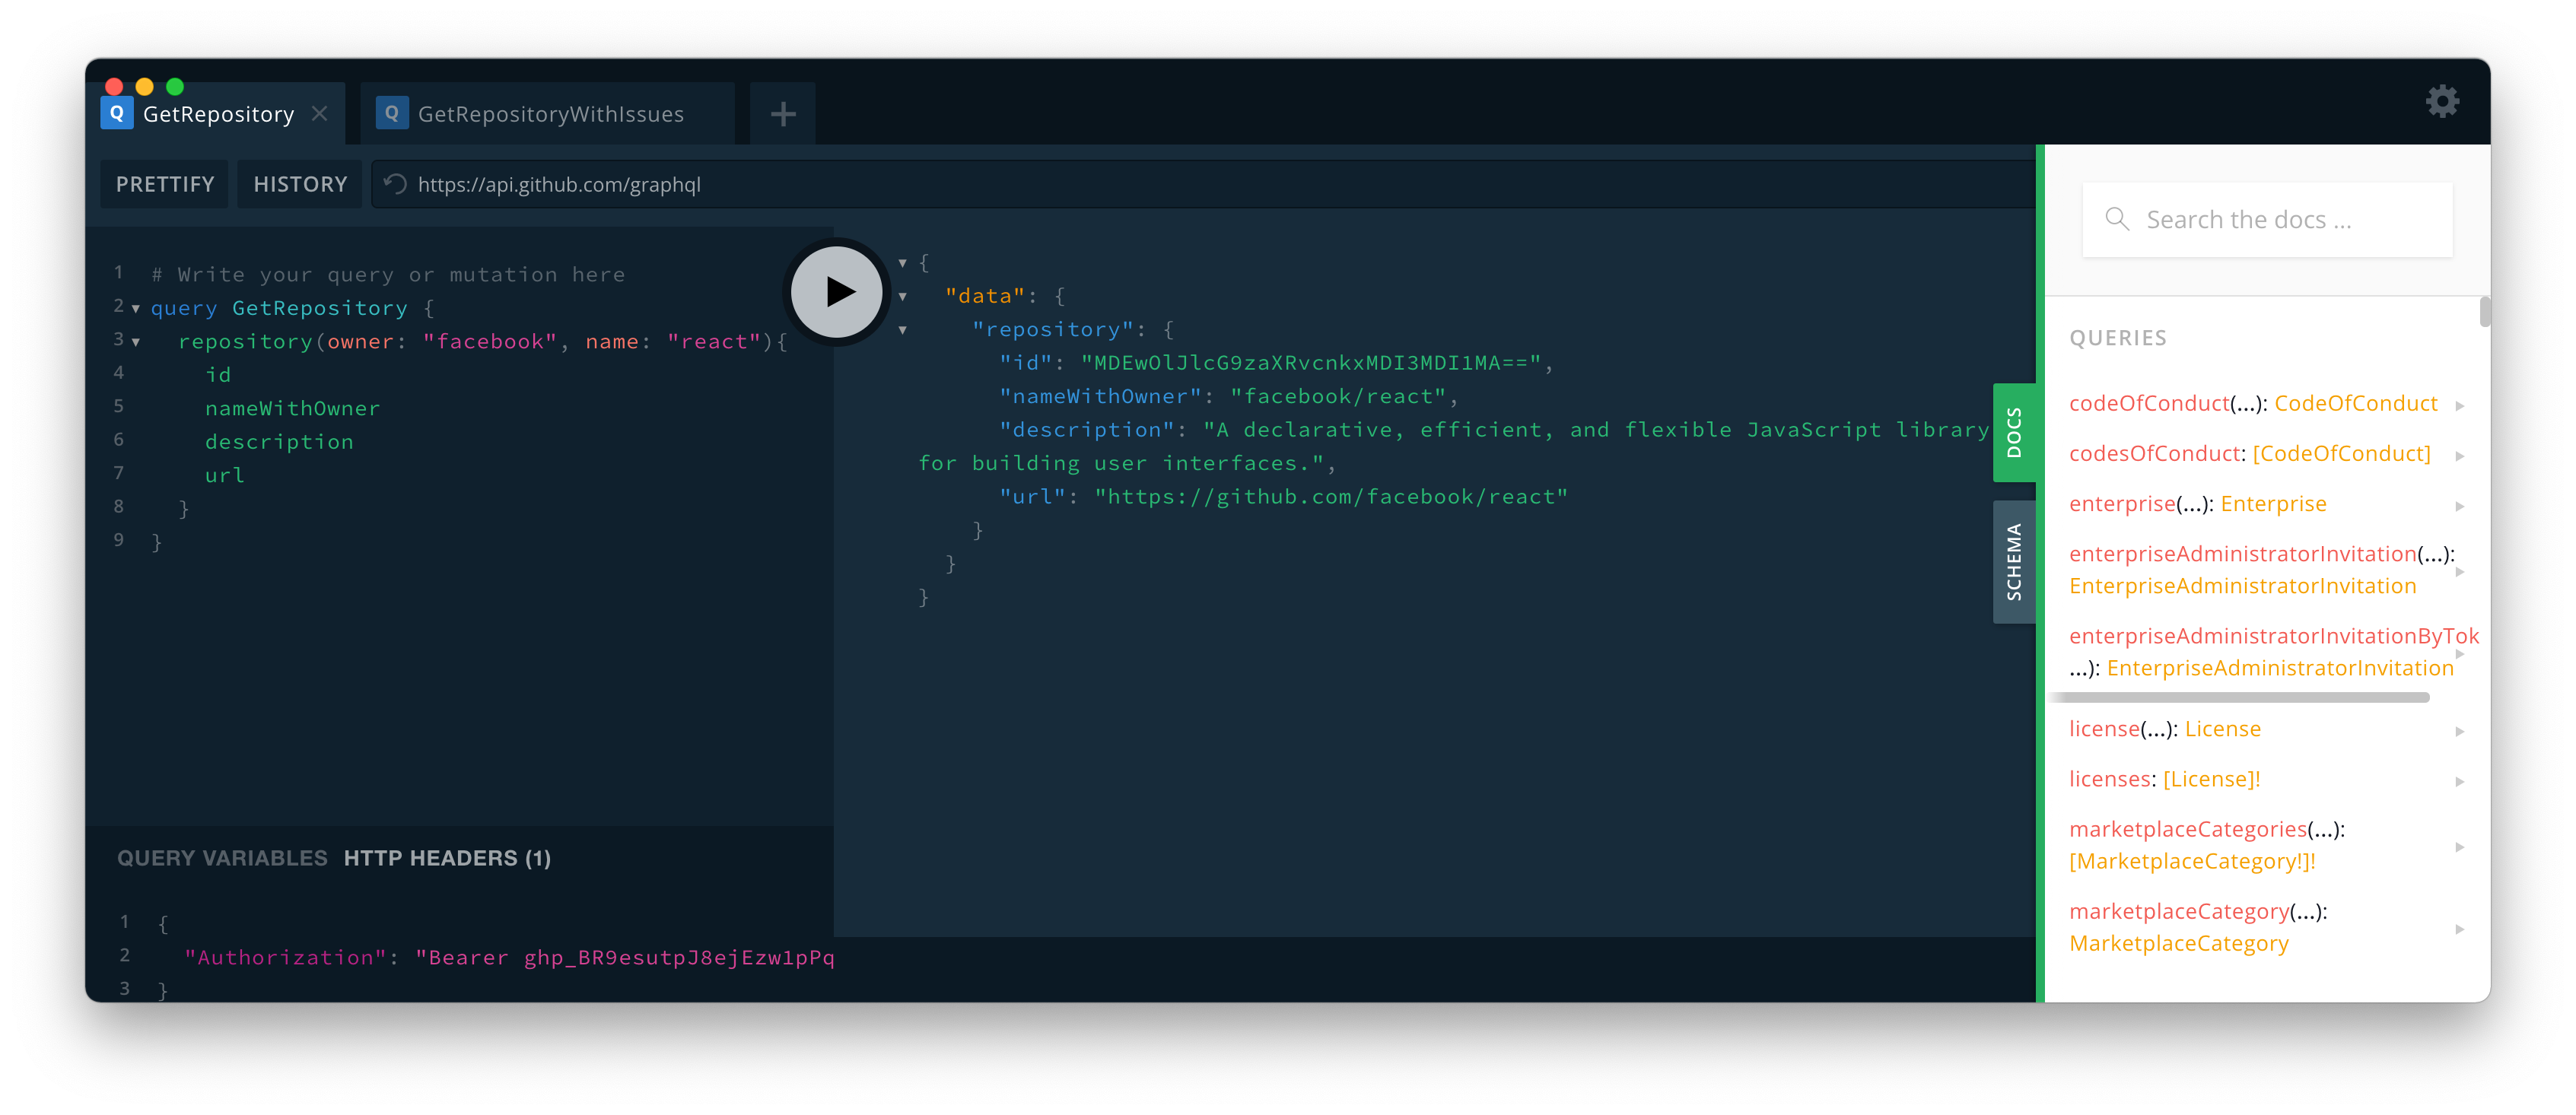 Q GetRepository
Q GetRepositoryWithIssues
PRETTIFY
HISTORY
https://api.github.com/graphql
1 # Write your query or mutation here
2 query GetRepository {
3 repository(owner: "facebook", name: "react"){
4 id
5 nameWithOwner
6 description
7 url
8 }
9 }
{
"data": {
"repository": {
"id": "MDEwOlJlcG9zaXRvcnkxMDI3MDI1MA==",
"nameWithOwner": "facebook/react",
"description": "A declarative, efficient, and flexible JavaScript library
for building user interfaces.",
"url": "https://github.com/facebook/react"
}
}
}
QUERY VARIABLES HTTP HEADERS (1)
1 {
2 "Authorization": "Bearer ghp_BR9esutpJ8ejEzw1pPq
3 }
DOCS
SCHEMA
Search the docs ...
QUERIES
codeOfConduct(...): CodeOfConduct
codesOfConduct: [CodeOfConduct]
enterprise(...): Enterprise
enterpriseAdministratorInvitation(...):
EnterpriseAdministratorInvitation
enterpriseAdministratorInvitationByTok
...): EnterpriseAdministratorInvitation
license(...): License
licenses: [License]!
marketplaceCategories(...):
[MarketplaceCategory!]!
marketplaceCategory(...):
MarketplaceCategory